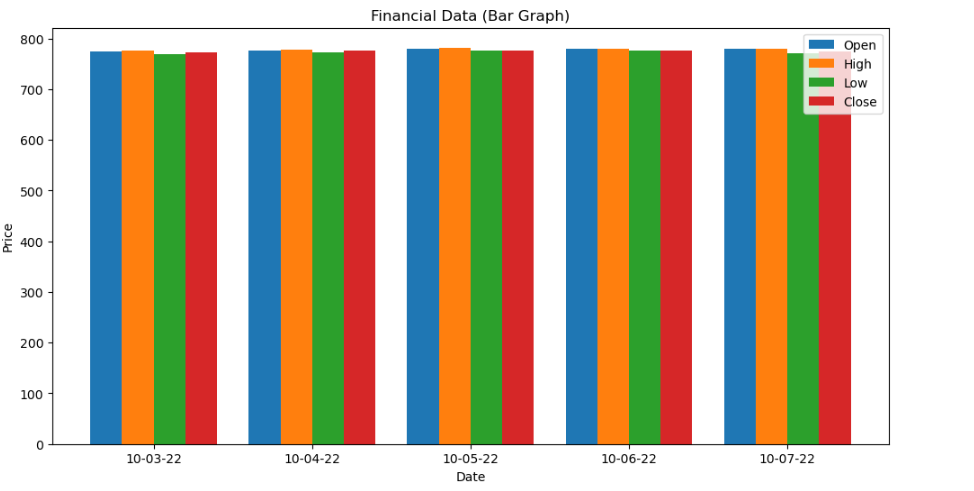 Financial Data (Bar Graph)
800
700
600
500
400
300
200
100
0
Price
Open
High
Low
Close
10-03-22
10-04-22
10-05-22
10-06-22
10-07-22
Date